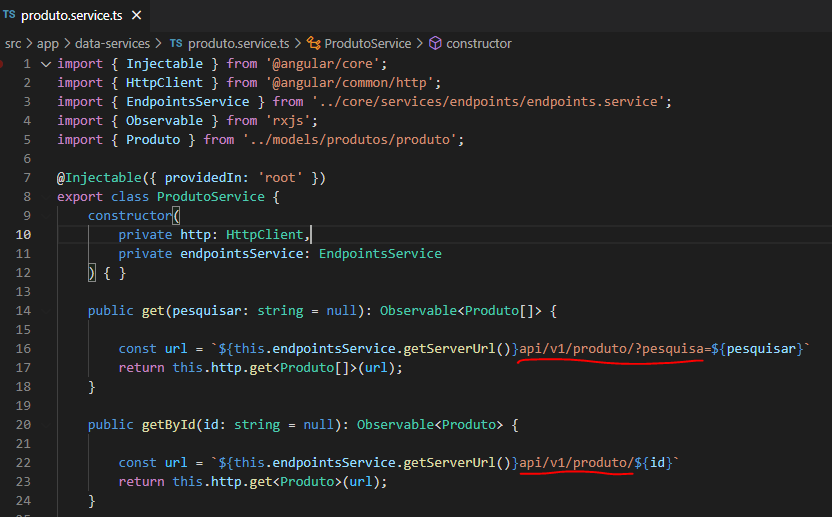 TS produto.service.ts ×
src > app > data-services > TS produto.service.ts > ProdutoService > constructor
1 import { Injectable } from '@angular/core';
2 import { HttpClient } from '@angular/common/http';
3 import { EndpointsService } from '../core/services/endpoints/endpoints.service';
4 import { Observable } from 'rxjs';
5 import { Produto } from '../models/produtos/produto';
6
7 @Injectable({ providedIn: 'root' })
8 export class ProdutoService {
9 constructor(
10 private http: HttpClient,
11 private endpointsService: EndpointsService
12 ) { }
13
14 public get(pesquisar: string = null): Observable<Produto[]> {
15
16 const url = `${this.endpointsService.getServerUrl()}api/v1/produto/?pesquisa=${pesquisar}`
17 return this.http.get<Produto[]>(url);
18 }
19
20 public getById(id: string = null): Observable<Produto> {
21
22 const url = `${this.endpointsService.getServerUrl()}api/v1/produto/${id}`
23 return this.http.get<Produto>(url);
24 }